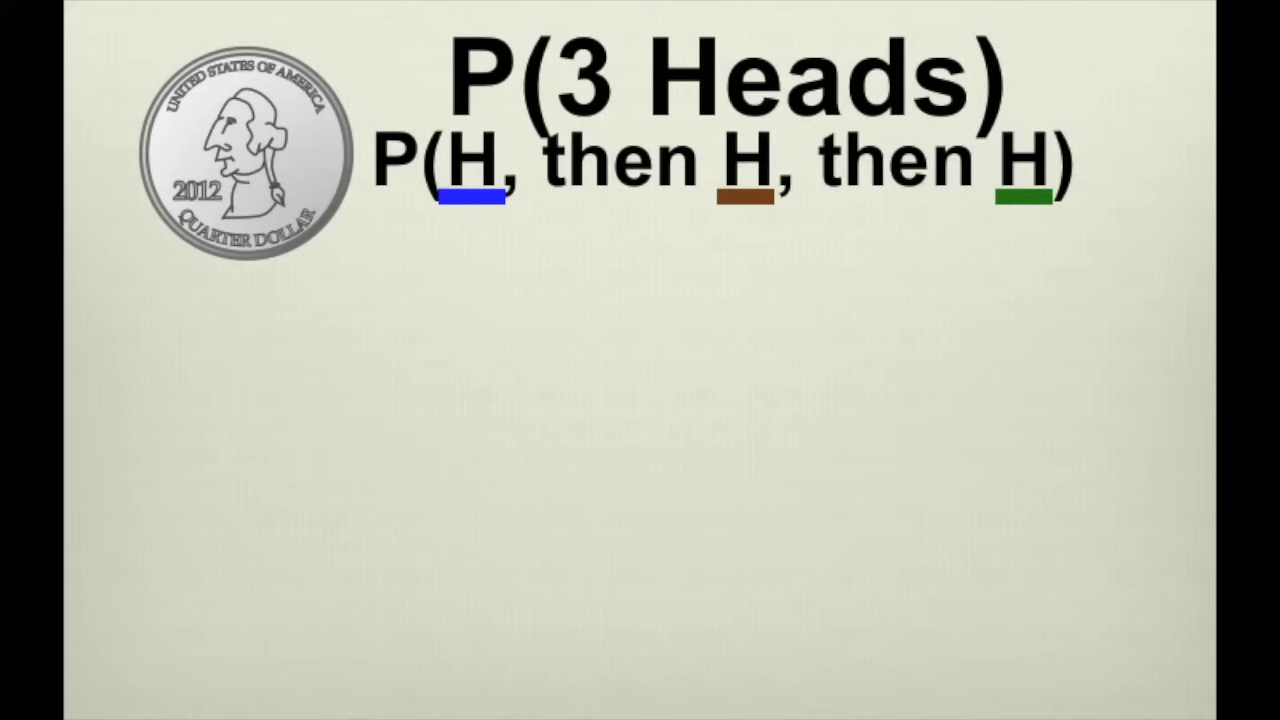 P(3 Heads)
P(H, then H, then H)
UNITED STATES OF AMERICA
2012
QUARTER DOLLAR